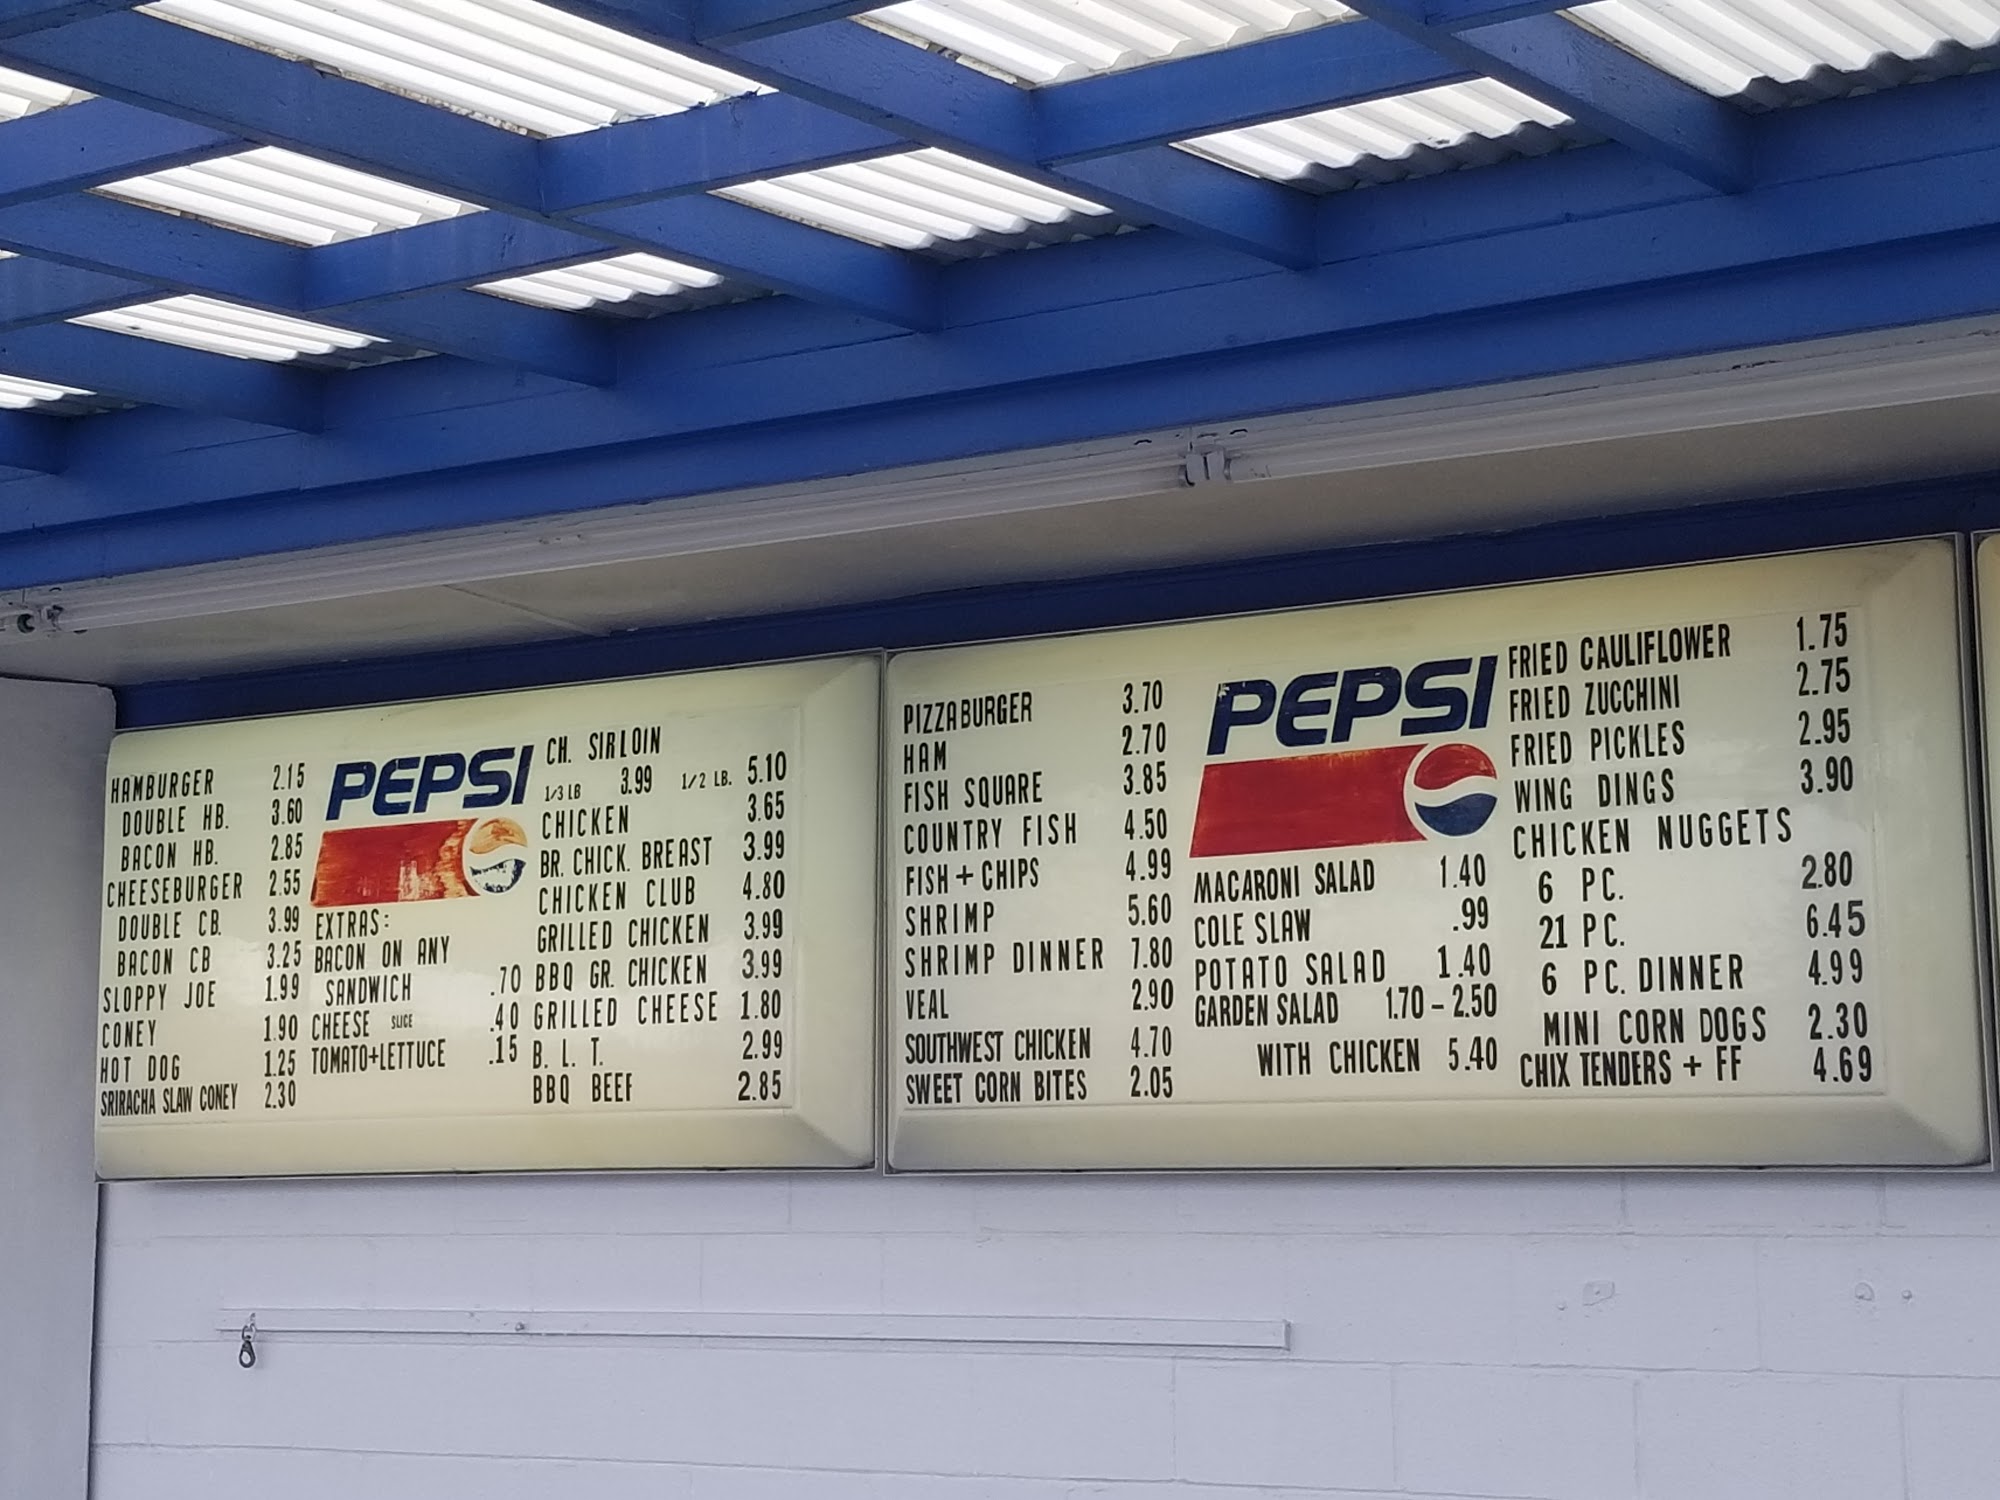 HAMBURGER 2.15
DOUBLE HB. 3.60
BACON HB. 2.85
CHEESEBURGER 2.55
DOUBLE CB. 3.99
BACON CB 3.25
SLOPPY JOE 1.99
CONEY 1.90
HOT DOG 1.25
SRIRACHA SLAW CONEY 2.30
PEPSI
EXTRAS:
BACON ON ANY
SANDWICH .70
CHEESE SLICE .40
TOMATO+LETTUCE .15
CH. SIRLOIN
1/3 LB 3.99 1/2 LB. 5.10
CHICKEN 3.65
BR. CHICK. BREAST 3.99
CHICKEN CLUB 4.80
GRILLED CHICKEN 3.99
BBQ GR. CHICKEN 3.99
GRILLED CHEESE 1.80
B. L. T. 2.99
BBQ BEEF 2.85
PIZZABURGER 3.70
HAM 2.70
FISH SQUARE 3.85
COUNTRY FISH 4.50
FISH + CHIPS 4.99
SHRIMP 5.60
SHRIMP DINNER 7.80
VEAL 2.90
SOUTHWEST CHICKEN 4.70
SWEET CORN BITES 2.05
PEPSI
MACARONI SALAD 1.40
COLE SLAW .99
POTATO SALAD 1.40
GARDEN SALAD 1.70 - 2.50
WITH CHICKEN 5.40
FRIED CAULIFLOWER 1.75
FRIED ZUCCHINI 2.75
FRIED PICKLES 2.95
WING DINGS 3.90
CHICKEN NUGGETS
6 PC. 2.80
21 PC. 6.45
6 PC. DINNER 4.99
MINI CORN DOGS 2.30
CHIX TENDERS + FF 4.69